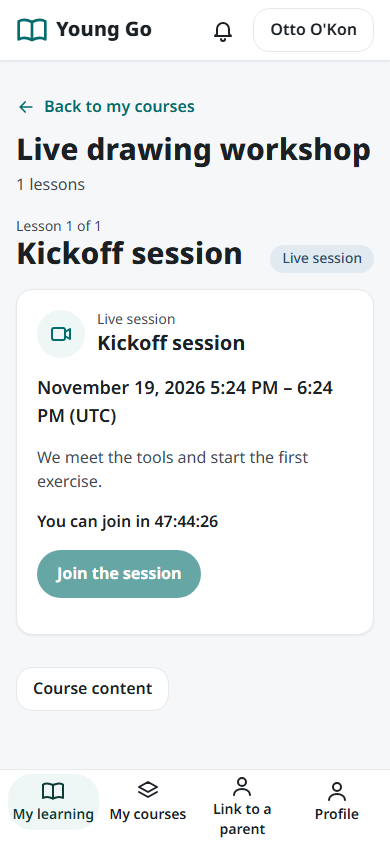 Young Go
Otto O'Kon
Back to my courses
Live drawing workshop
1 lessons
Lesson 1 of 1
Kickoff session
Live session
Live session
Kickoff session
November 19, 2026 5:24 PM – 6:24
PM (UTC)
We meet the tools and start the first
exercise.
You can join in 47:44:26
Join the session
Course content
My learning
My courses
Link to a
parent
Profile